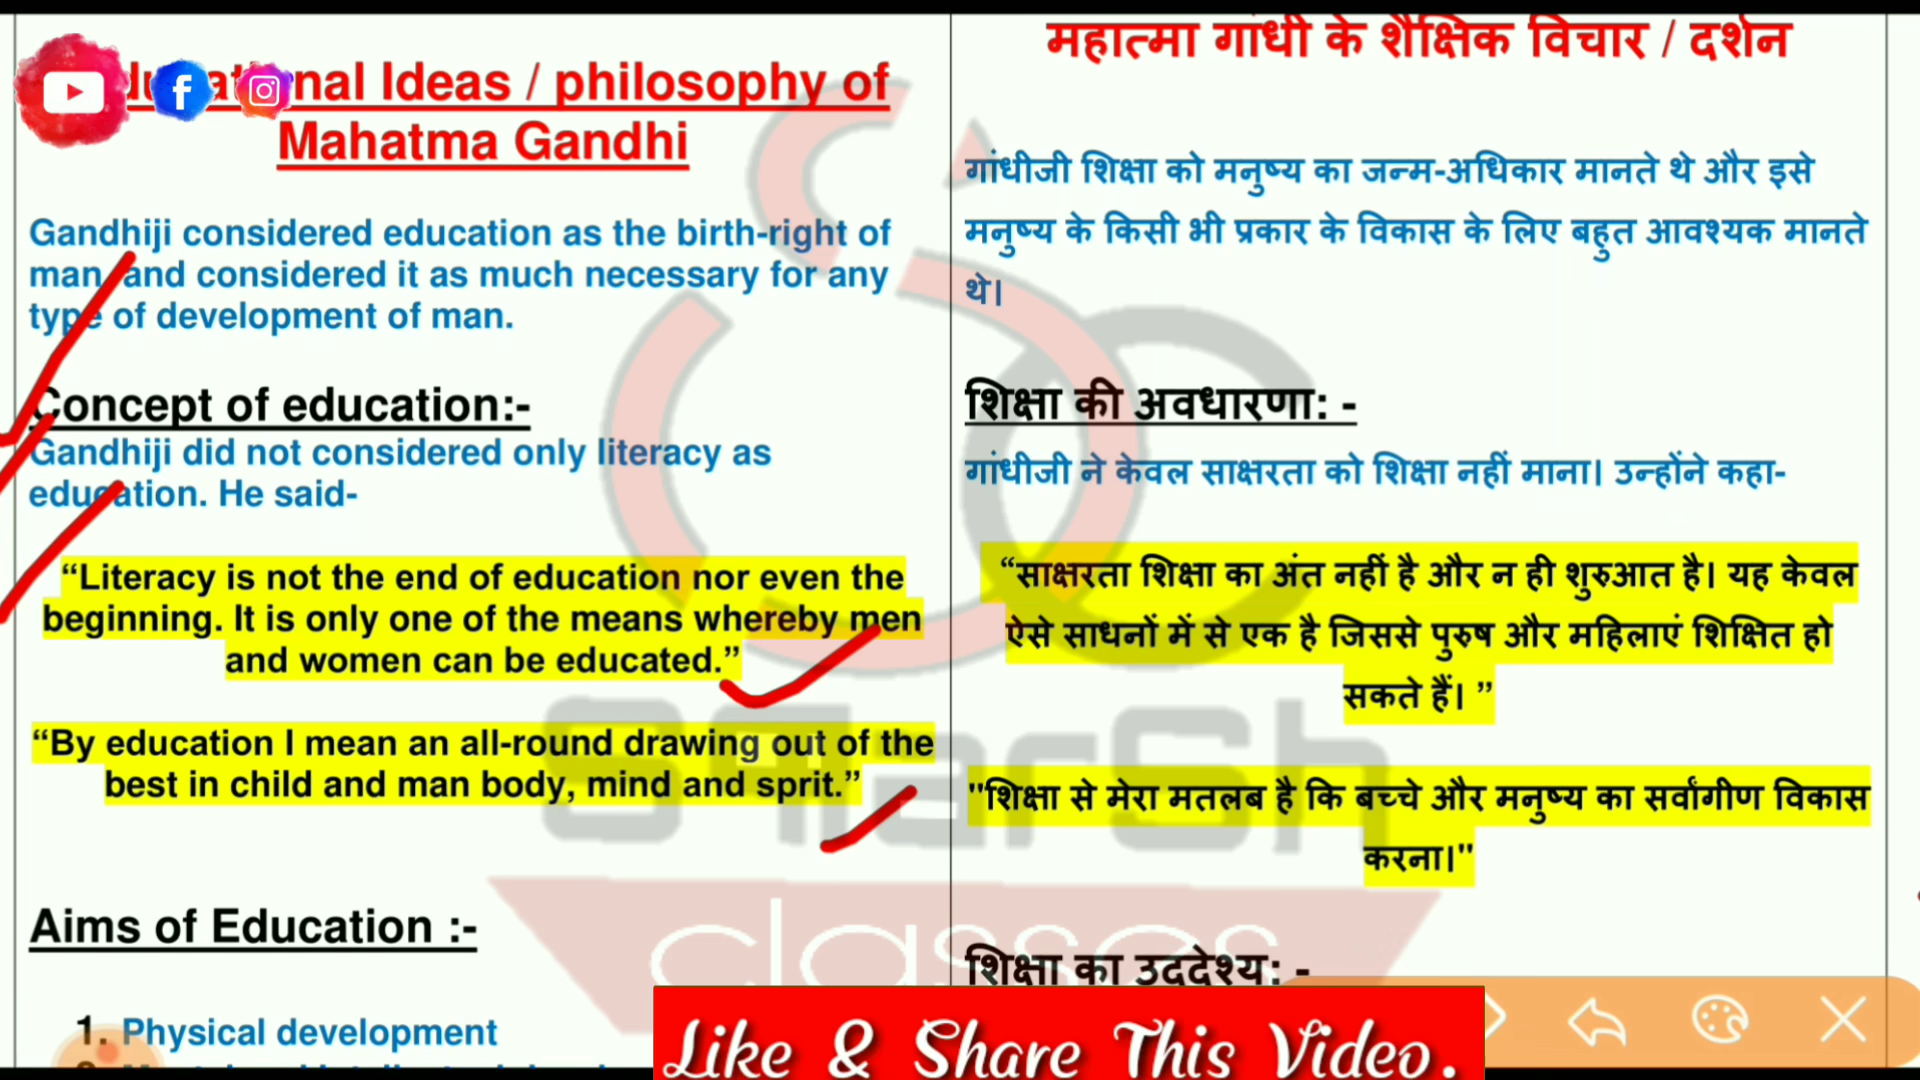 nal Ideas / philosophy of
Mahatma Gandhi
Gandhiji considered education as the birth-right of
man and considered it as much necessary for any
type of development of man.
Concept of education:-
Gandhiji did not considered only literacy as
education. He said-
“Literacy is not the end of education nor even the
beginning. It is only one of the means whereby men
and women can be educated.”
“By education I mean an all-round drawing out of the
best in child and man body, mind and sprit.”
Aims of Education :-
1. Physical development
महात्मा गांधी के शैक्षिक विचार / दर्शन
गांधीजी शिक्षा को मनुष्य का जन्म-अधिकार मानते थे और इसे
मनुष्य के किसी भी प्रकार के विकास के लिए बहुत आवश्यक मानते
थे।
शिक्षा की अवधारणा: -
गांधीजी ने केवल साक्षरता को शिक्षा नहीं माना। उन्होंने कहा-
“साक्षरता शिक्षा का अंत नहीं है और न ही शुरुआत है। यह केवल
ऐसे साधनों में से एक है जिससे पुरुष और महिलाएं शिक्षित हो
सकते हैं। ”
"शिक्षा से मेरा मतलब है कि बच्चे और मनुष्य का सर्वांगीण विकास
करना।"
शिक्षा का उददेश्य: -
classes
Like & Share This Video.